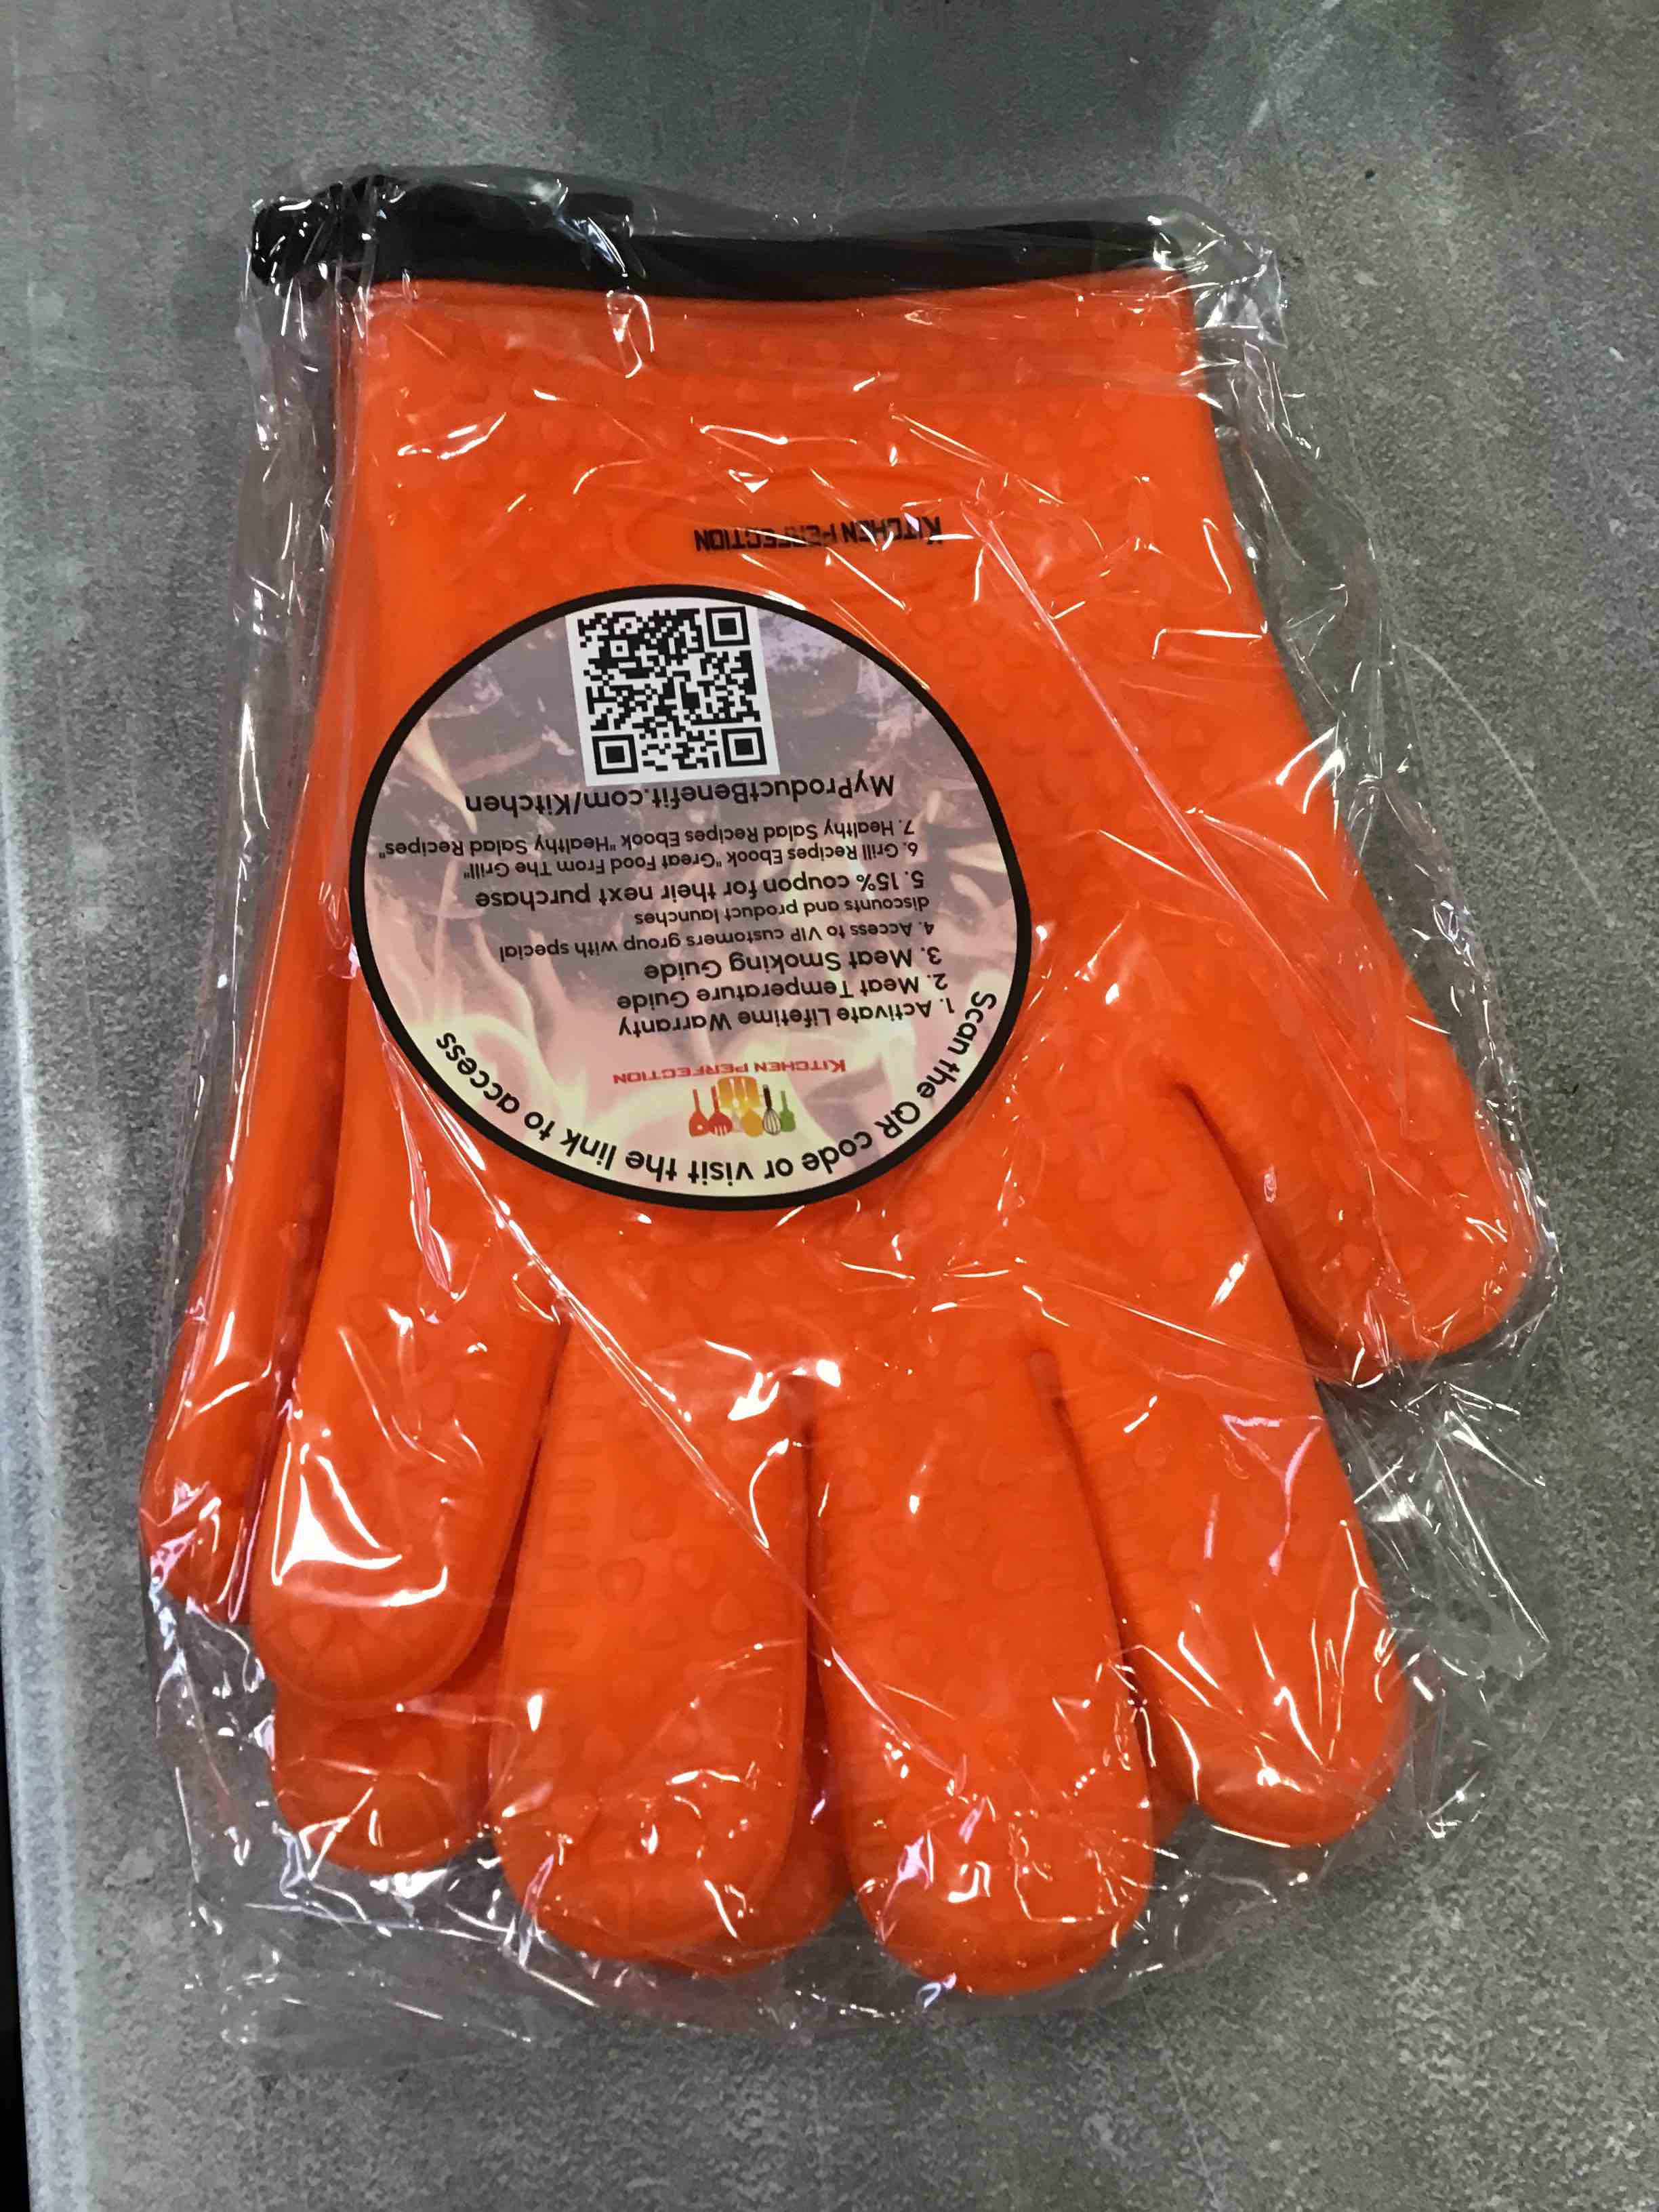 Scan the QR code or visit the link to access
KITCHEN PERFECTION
1. Activate Lifetime Warranty
2. Meat Temperature Guide
3. Meat Smoking Guide
4. Access to VIP customers group with special
discounts and product launches
5. 15% coupon for their next purchase
6. Grill Recipes Ebook "Great Food From The Grill"
7. Healthy Salad Recipes Ebook "Healthy Salad Recipes"
MyProductBenefit.com/Kitchen
KITCHEN PERFECTION